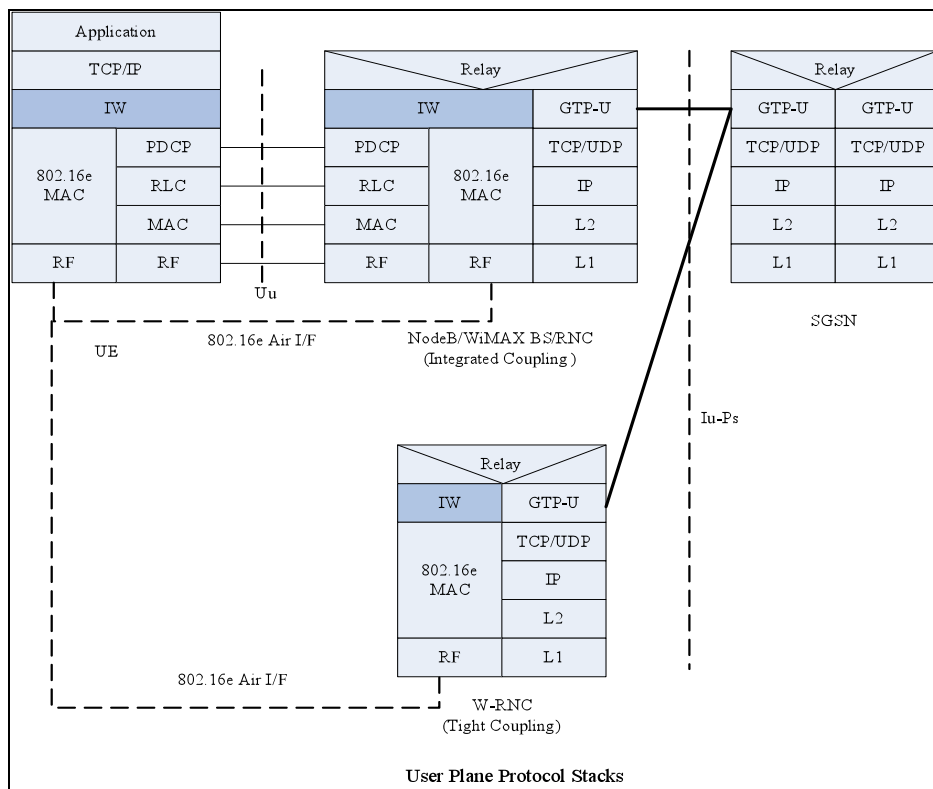 Application
TCP/IP
IW
802.16e
MAC
PDCP
RLC
MAC
RF
RF
UE
Uu
802.16e Air I/F
Relay
IW
GTP-U
PDCP
RLC
MAC
RF
802.16e
MAC
RF
TCP/UDP
IP
L2
L1
NodeB/WiMAX BS/RNC
(Integrated Coupling )
Relay
GTP-U
GTP-U
TCP/UDP
TCP/UDP
IP
IP
L2
L2
L1
L1
SGSN
Iu-Ps
Relay
IW
GTP-U
802.16e
MAC
TCP/UDP
IP
L2
RF
L1
802.16e Air I/F
W-RNC
(Tight Coupling)
User Plane Protocol Stacks